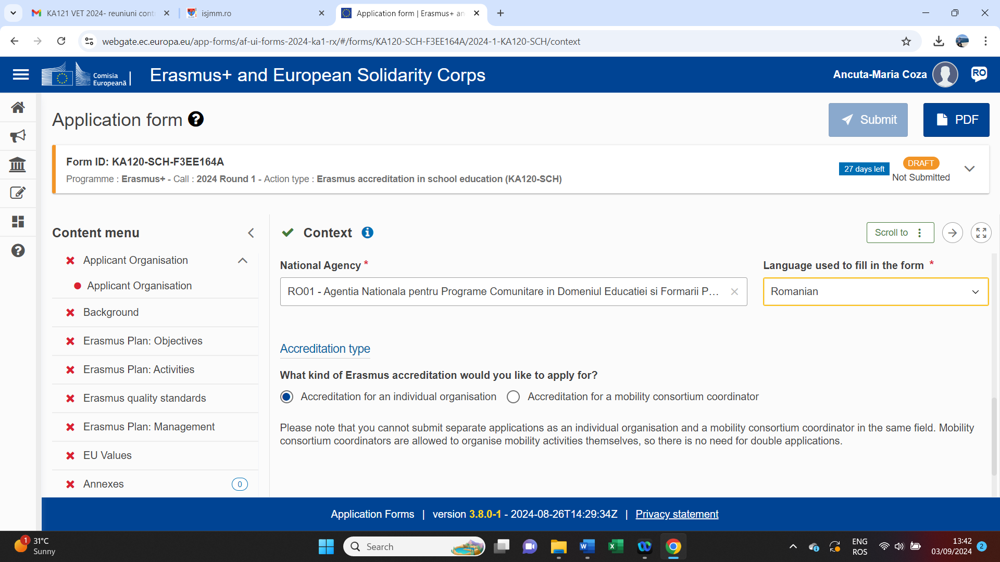 KA121 VET 2024- reuniuni cont
isjmm.ro
Application form | Erasmus+ an
webgate.ec.europa.eu/app-forms/af-ui-forms-2024-ka1-rx/#/forms/KA120-SCH-F3EE164A/2024-1-KA120-SCH/context
Comisia
Europeană
Erasmus+ and European Solidarity Corps
Ancuta-Maria Coza
RO
Application form
Submit
PDF
Form ID: KA120-SCH-F3EE164A
Programme : Erasmus+ - Call : 2024 Round 1 - Action type : Erasmus accreditation in school education (KA120-SCH)
27 days left
DRAFT
Not Submitted
Content menu
Applicant Organisation
Applicant Organisation
Background
Erasmus Plan: Objectives
Erasmus Plan: Activities
Erasmus quality standards
Erasmus Plan: Management
EU Values
Annexes
0
Context
Scroll to
National Agency *
Language used to fill in the form *
RO01 - Agentia Nationala pentru Programe Comunitare in Domeniul Educatiei si Formarii P...
Romanian
Accreditation type
What kind of Erasmus accreditation would you like to apply for?
Accreditation for an individual organisation
Accreditation for a mobility consortium coordinator
Please note that you cannot submit separate applications as an individual organisation and a mobility consortium coordinator in the same field. Mobility
consortium coordinators are allowed to organise mobility activities themselves, so there is no need for double applications.
Application Forms | version 3.8.0-1 - 2024-08-26T14:29:34Z | Privacy statement
1
31°C
Sunny
Search
ENG
ROS
13:42
03/09/2024
2